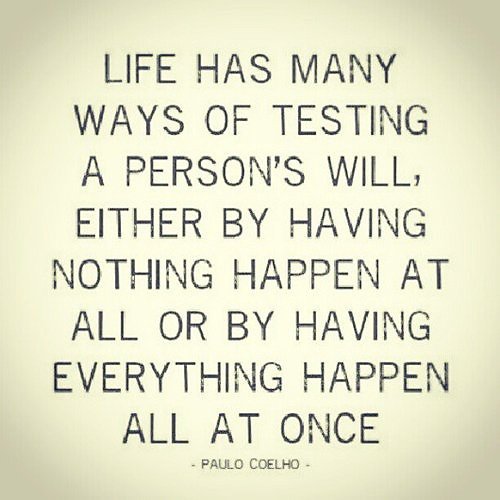 LIFE HAS MANY
WAYS OF TESTING
A PERSON'S WILL,
EITHER BY HAVING
NOTHING HAPPEN AT
ALL OR BY HAVING
EVERYTHING HAPPEN
ALL AT ONCE
- PAULO COELHO -